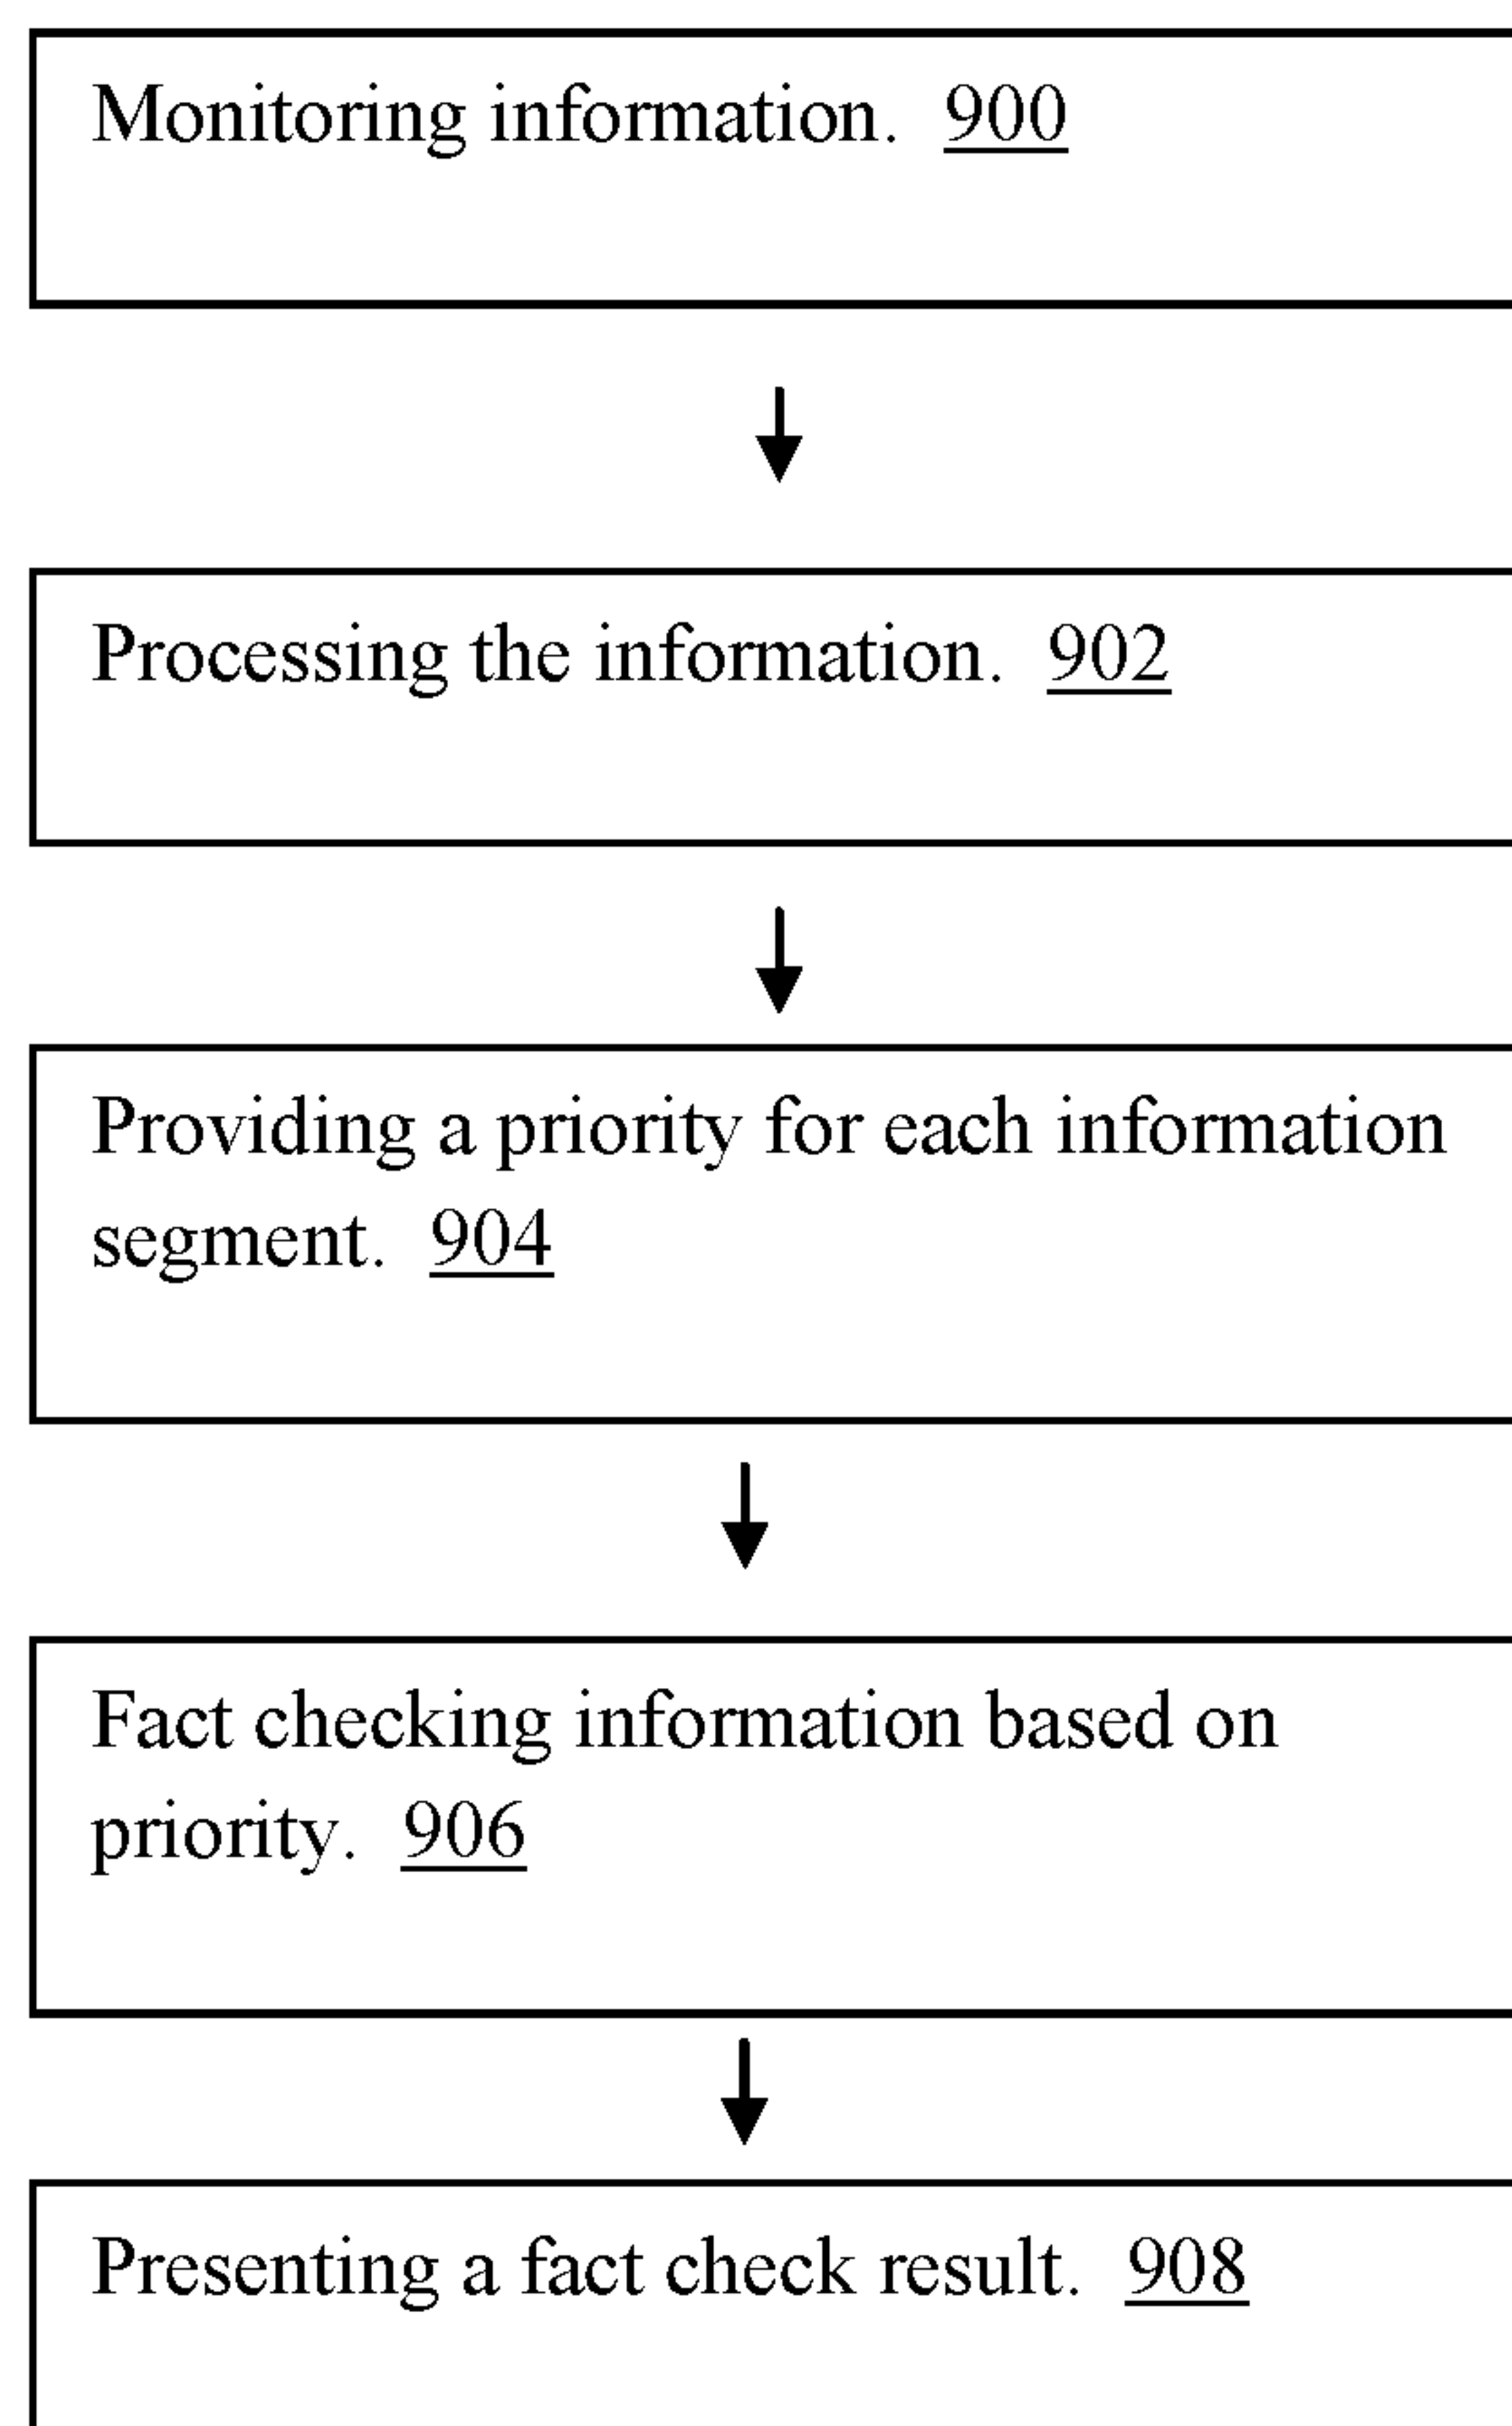 Monitoring information. 900
Processing the information. 902
Providing a priority for each information
segment. 904
Fact checking information based on
priority. 906
Presenting a fact check result. 908